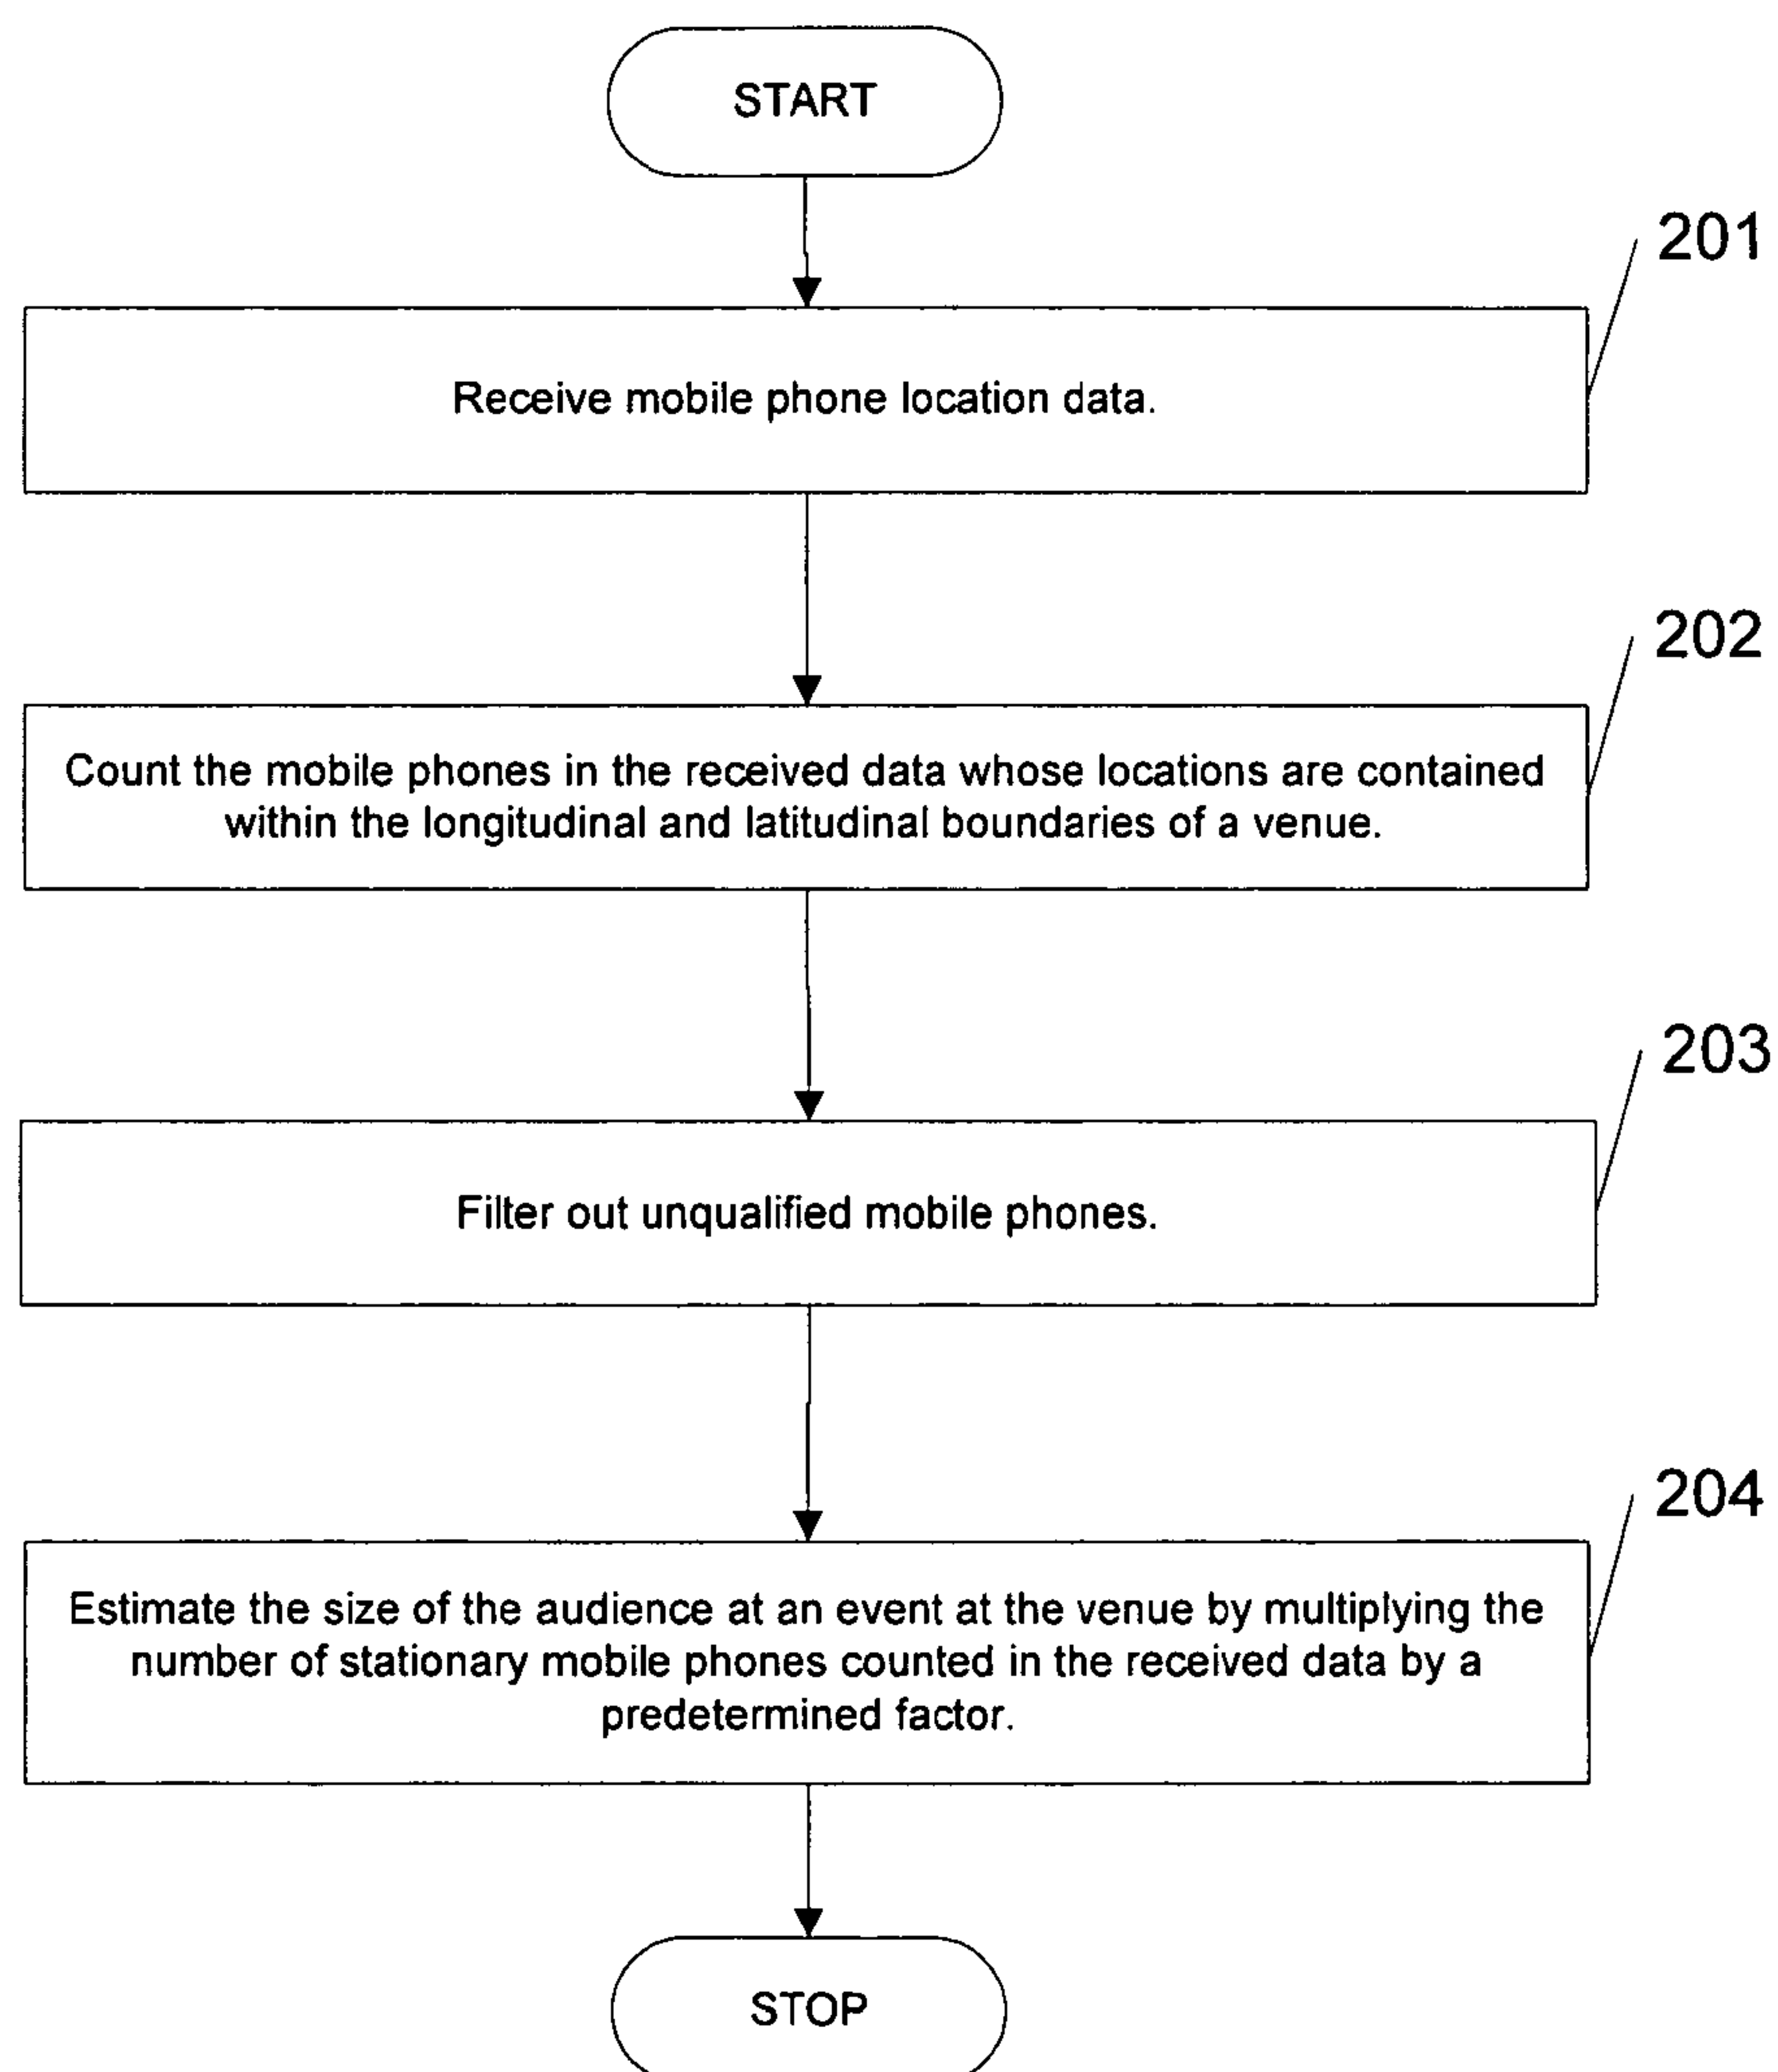 START
201
Receive mobile phone location data.
202
Count the mobile phones in the received data whose locations are contained
within the longitudinal and latitudinal boundaries of a venue.
203
Filter out unqualified mobile phones.
204
Estimate the size of the audience at an event at the venue by multiplying the
number of stationary mobile phones counted in the received data by a
predetermined factor.
STOP